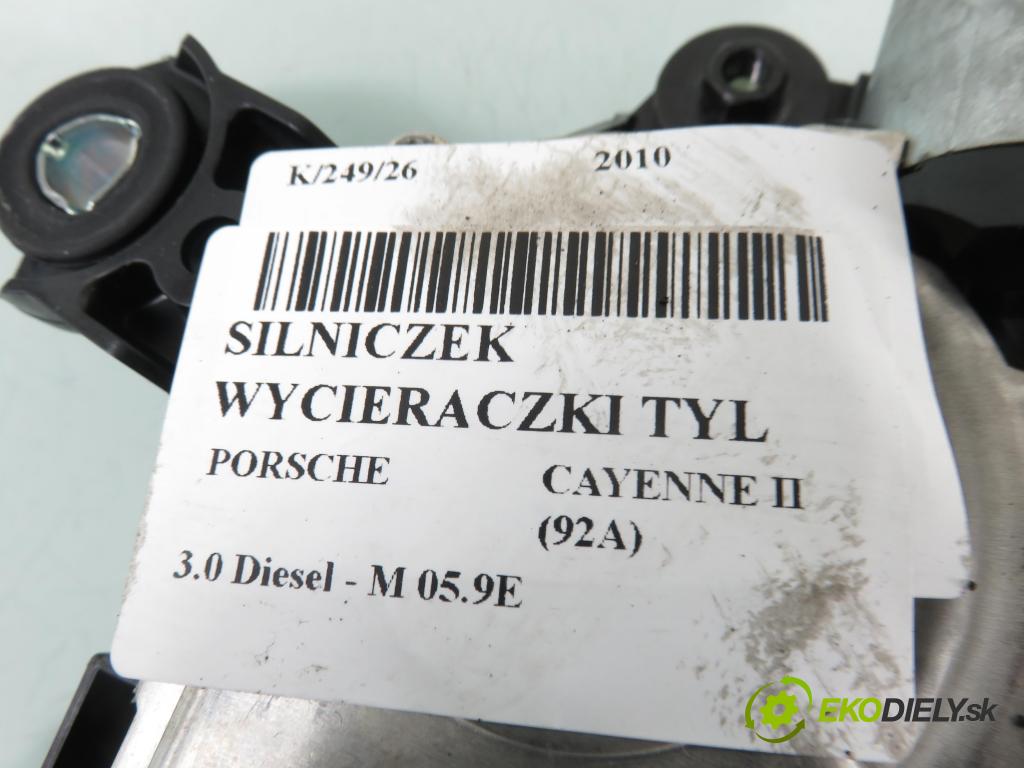 K/249/26 2010
SILNICZEK
WYCIERACZKI TYL
PORSCHE CAYENNE II
(92A)
3.0 Diesel - M 05.9E
EKODIELY.sk